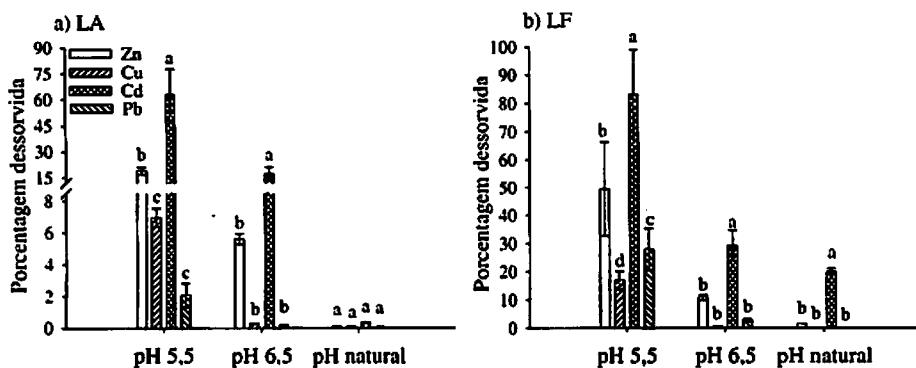 a) LA
Porcentagem dessorvida
90
75
60
45
30
15
8
6
4
2
0
Zn
Cu
Cd
Pb
b
c
a
c
b
b
a
b
a
a
a
a
pH 5,5
pH 6,5
pH natural
b) LF
Porcentagem dessorvida
100
90
80
70
60
50
40
30
20
10
0
b
d
a
c
b
b
a
b
b
b
a
b
pH 5,5
pH 6,5
pH natural